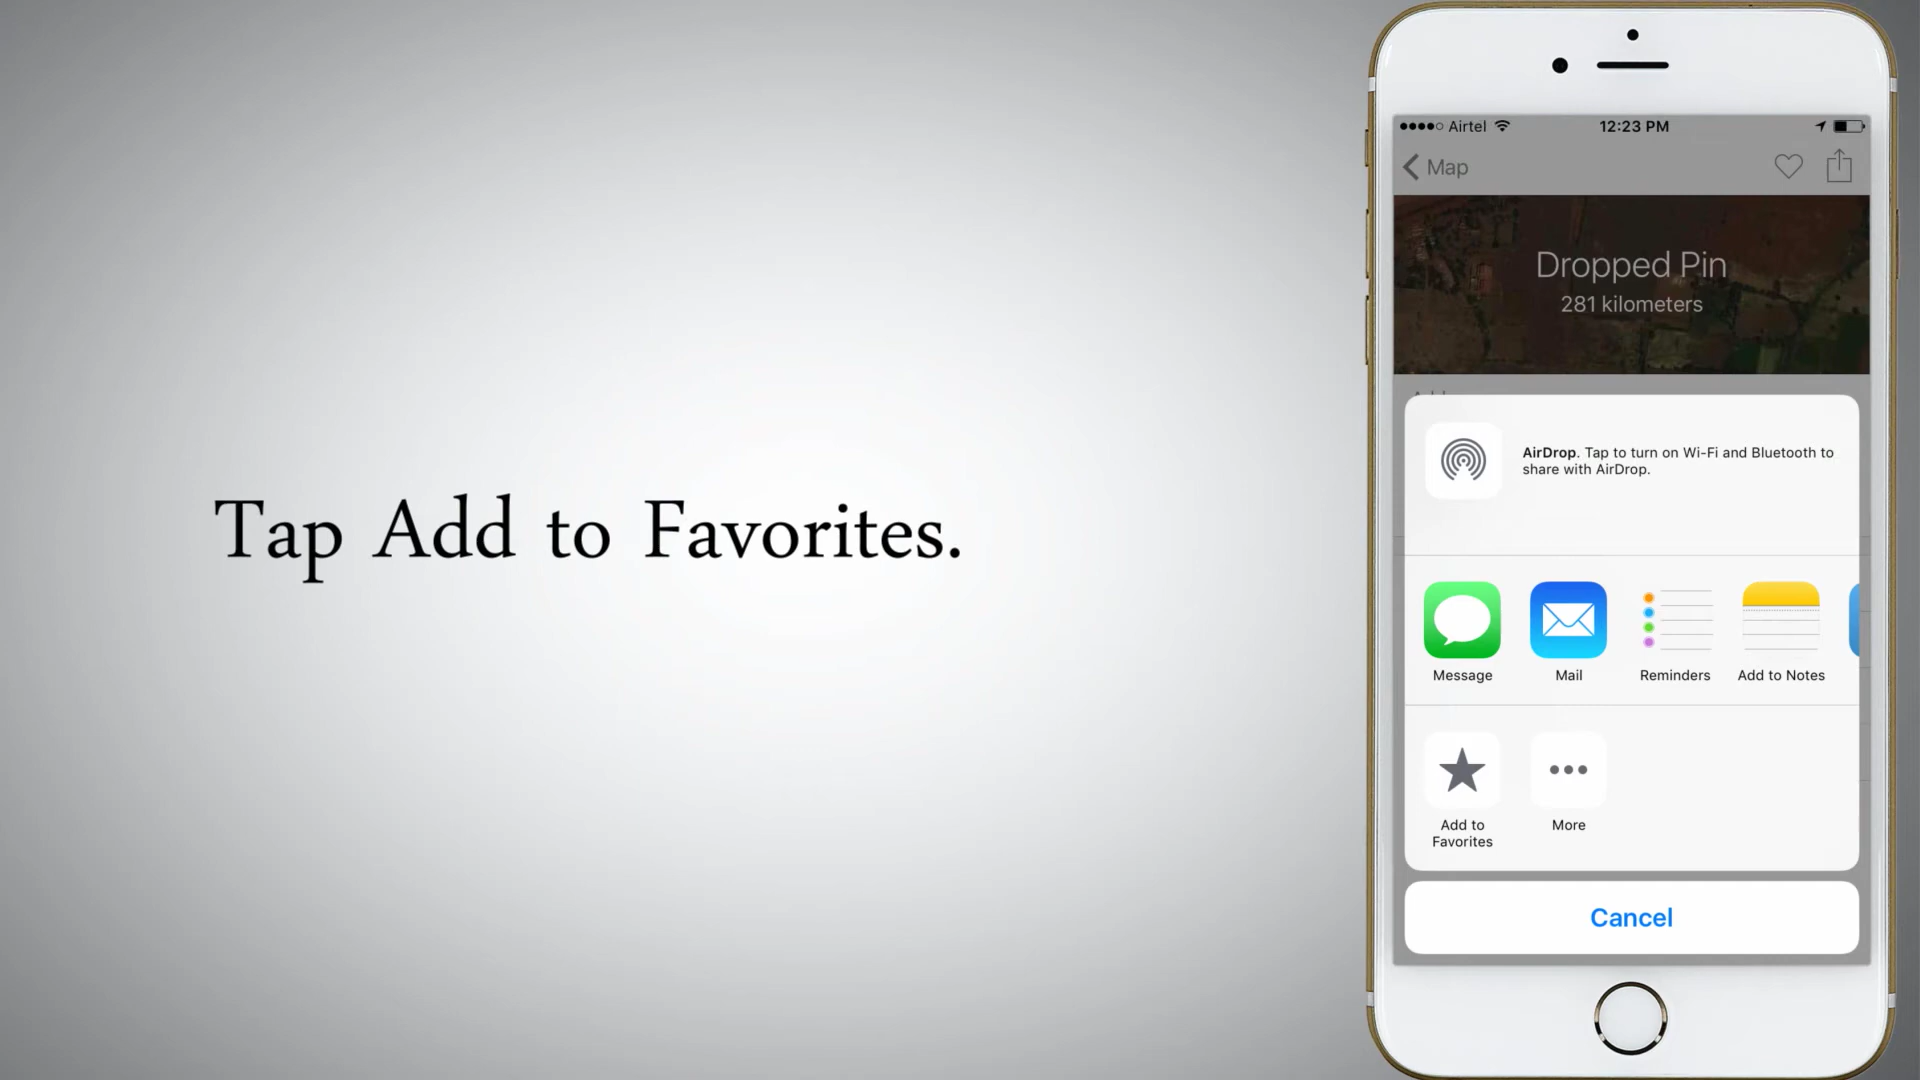 Tap Add to Favorites.
Airtel
12:23 PM
Map
Dropped Pin
281 kilometers
AirDrop. Tap to turn on Wi-Fi and Bluetooth to
share with AirDrop.
Message
Mail
Reminders
Add to Notes
Add to
Favorites
More
Cancel